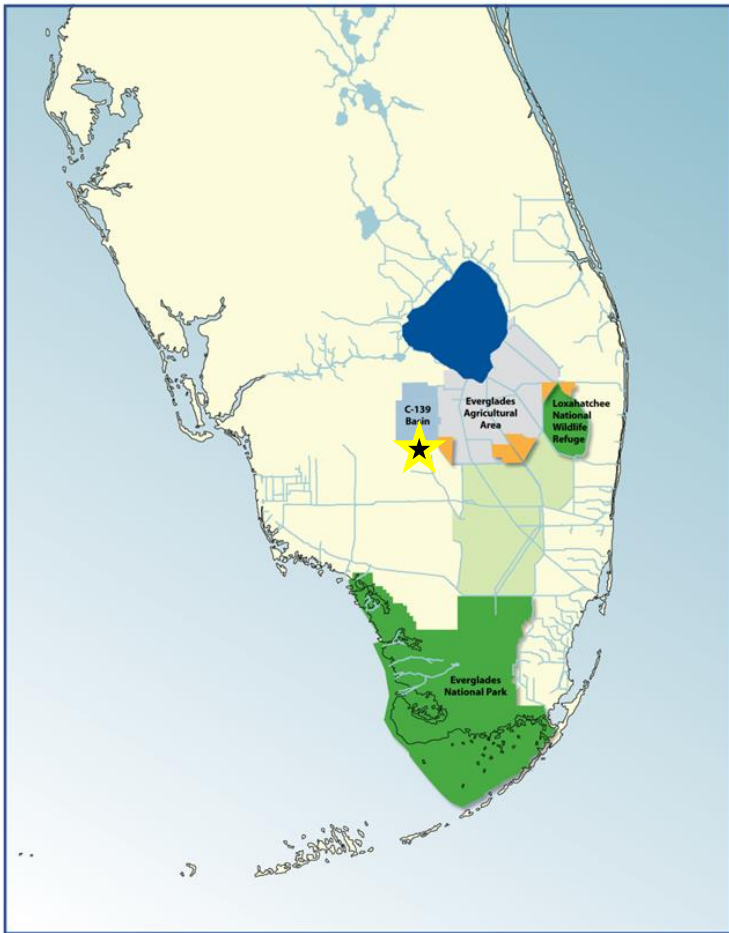 C-139
Basin
Everglades
Agricultural
Area
Loxahatchee
National
Wildlife
Refuge
Everglades
National Park